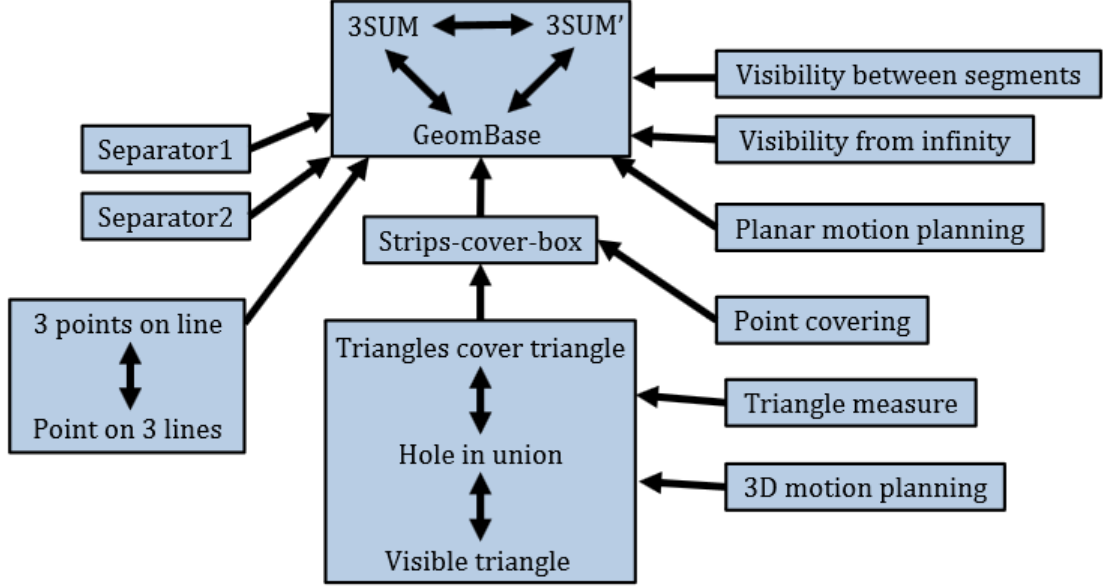 3SUM
3SUM’
GeomBase
Visibility between segments
Visibility from infinity
Separator1
Separator2
Planar motion planning
Strips-cover-box
3 points on line
Point on 3 lines
Point covering
Triangles cover triangle
Hole in union
Visible triangle
Triangle measure
3D motion planning